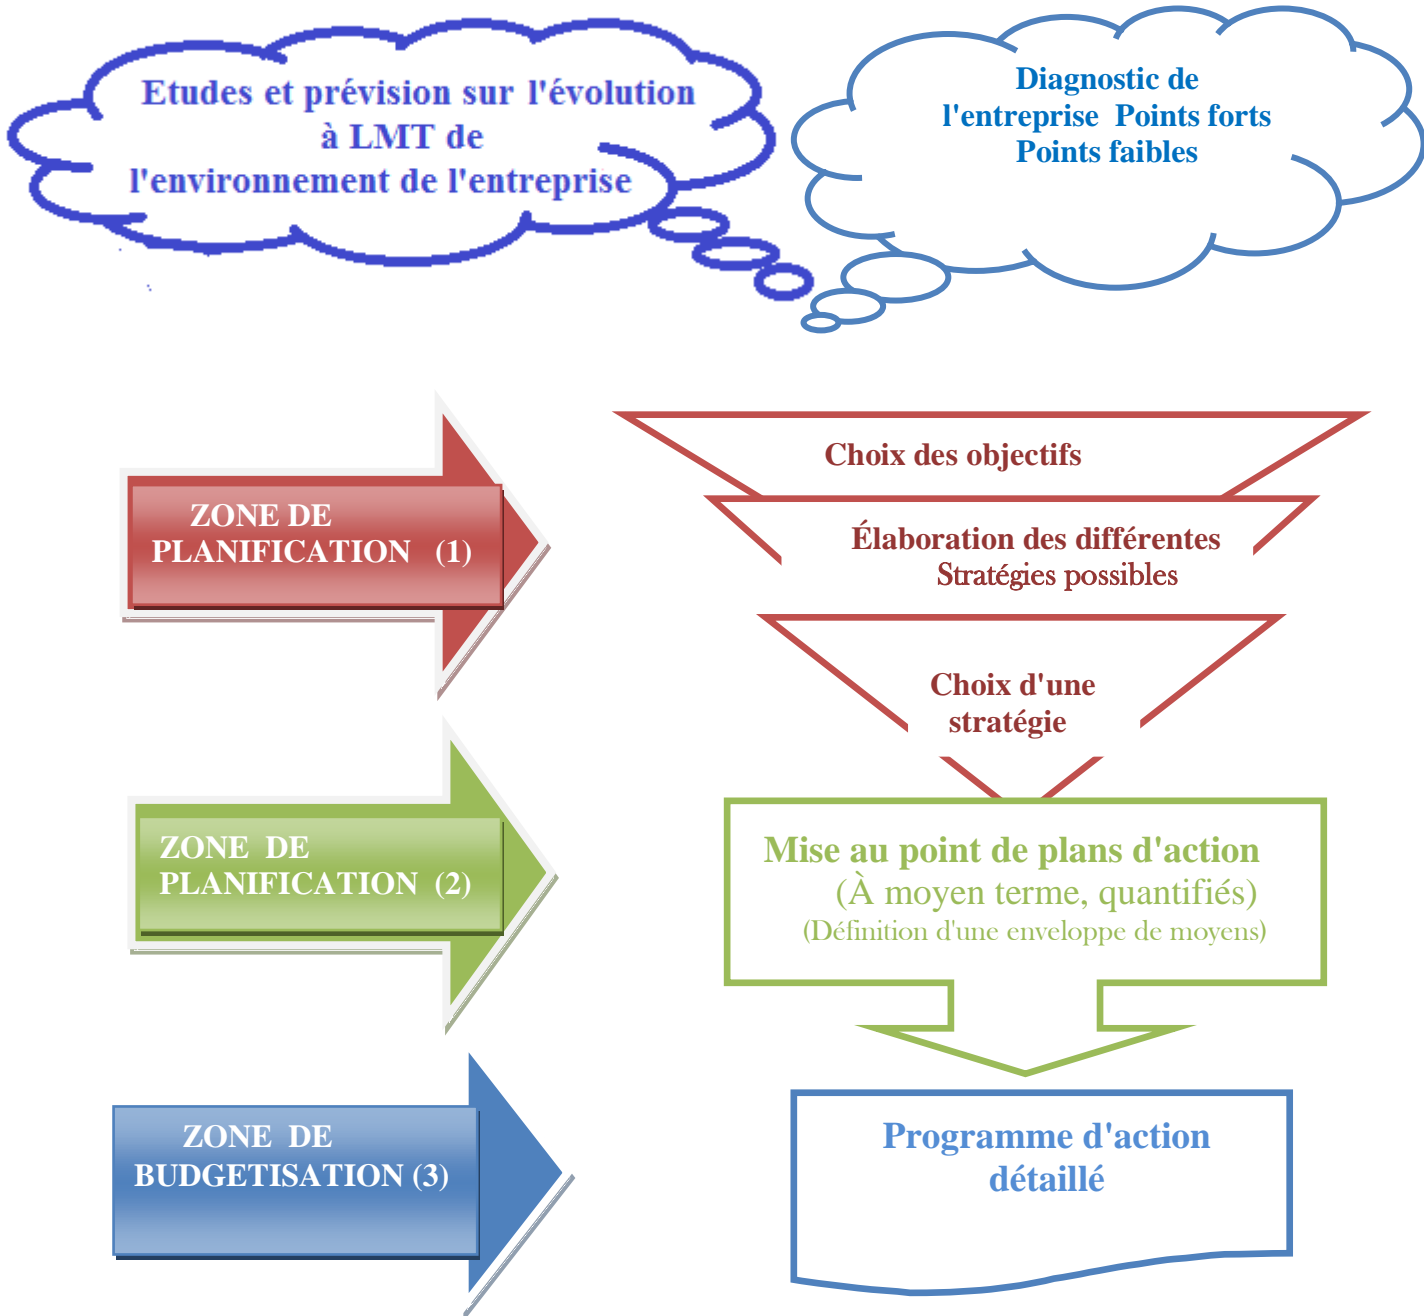 Etudes et prévision sur l'évolution
à LMT de
l'environnement de l'entreprise
Diagnostic de
l'entreprise Points forts
Points faibles
ZONE DE
PLANIFICATION (1)
Choix des objectifs
Élaboration des différentes
Stratégies possibles
Choix d'une
stratégie
ZONE DE
PLANIFICATION (2)
Mise au point de plans d'action
(À moyen terme, quantifiés)
(Définition d'une enveloppe de moyens)
ZONE DE
BUDGETISATION (3)
Programme d'action
détaillé